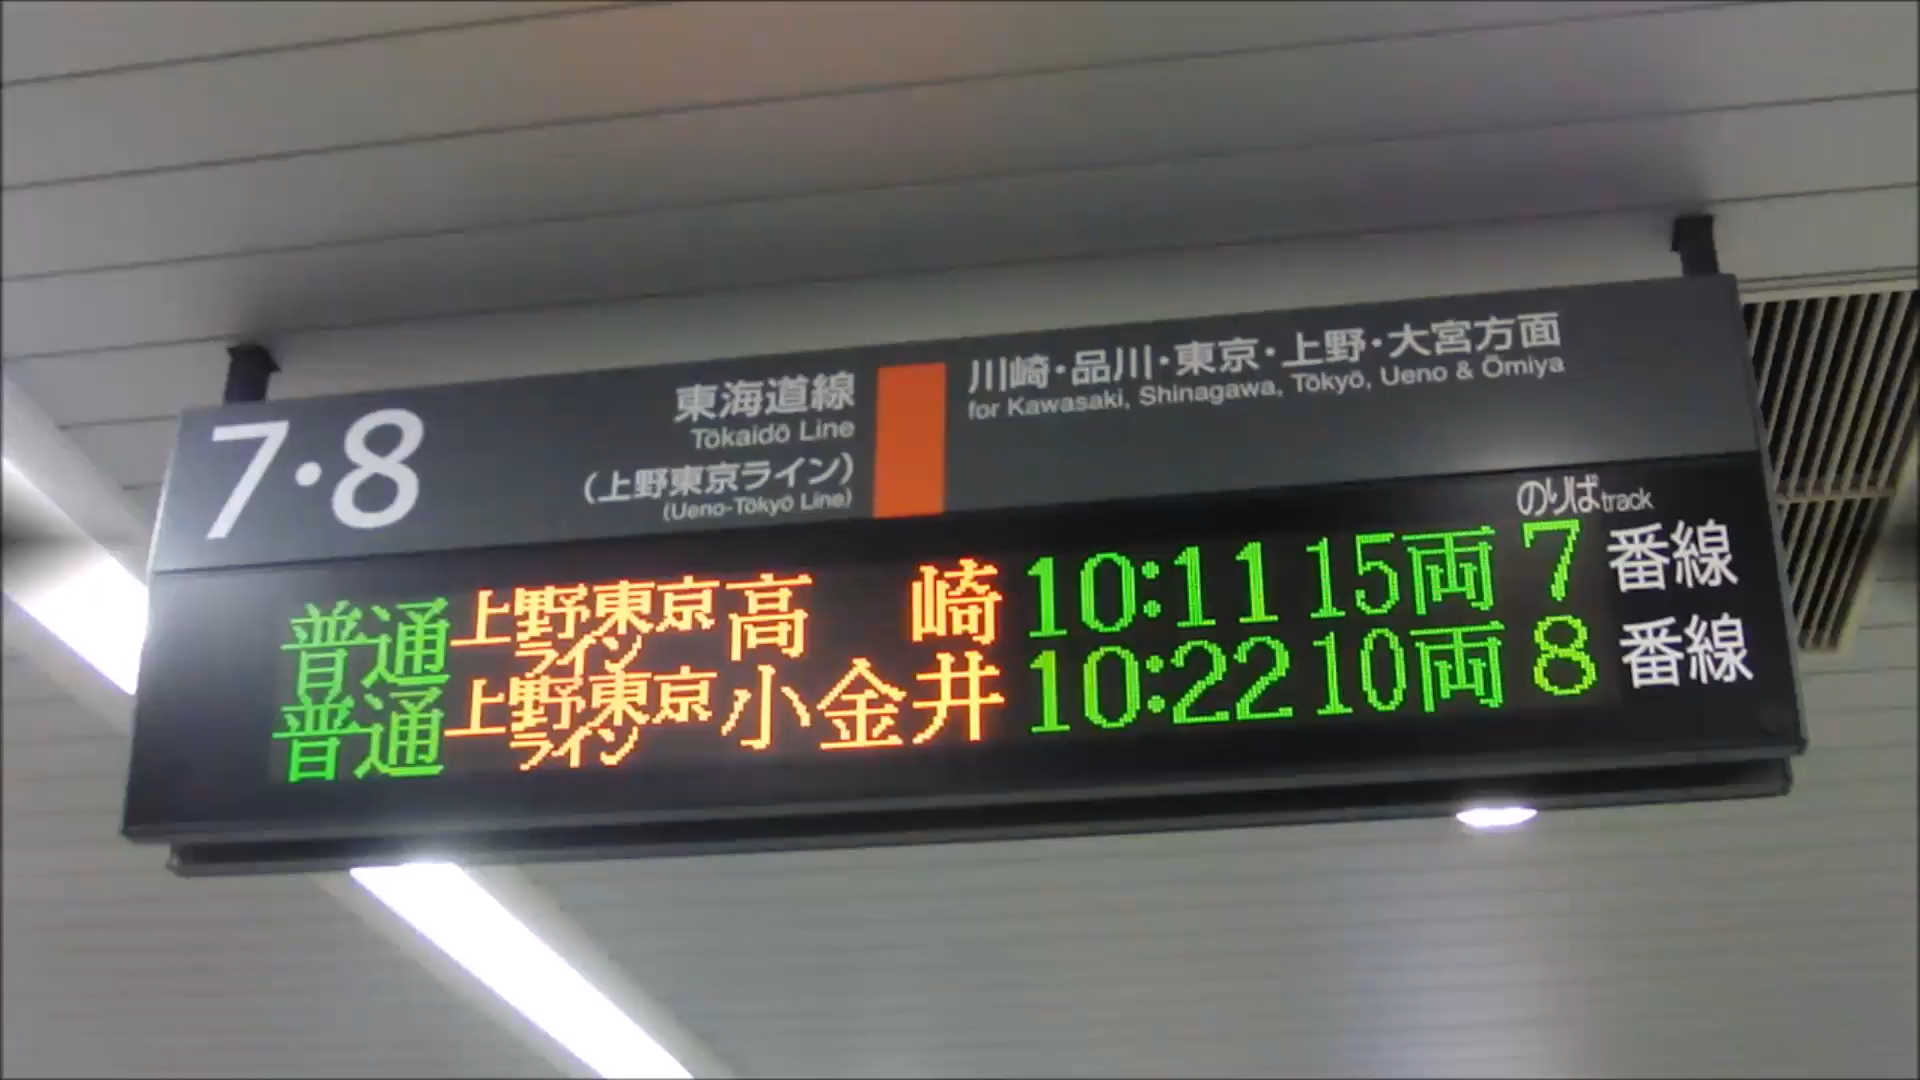 7・8
東海道線
Tōkaidō Line
(上野東京ライン)
(Ueno-Tōkyō Line)
川崎・品川・東京・上野・大宮方面
for Kawasaki, Shinagawa, Tōkyō, Ueno & Ōmiya
のりば track
普通 上野東京ライン 高崎 10:11 15両 7 番線
普通 上野東京ライン 小金井 10:22 10両 8 番線